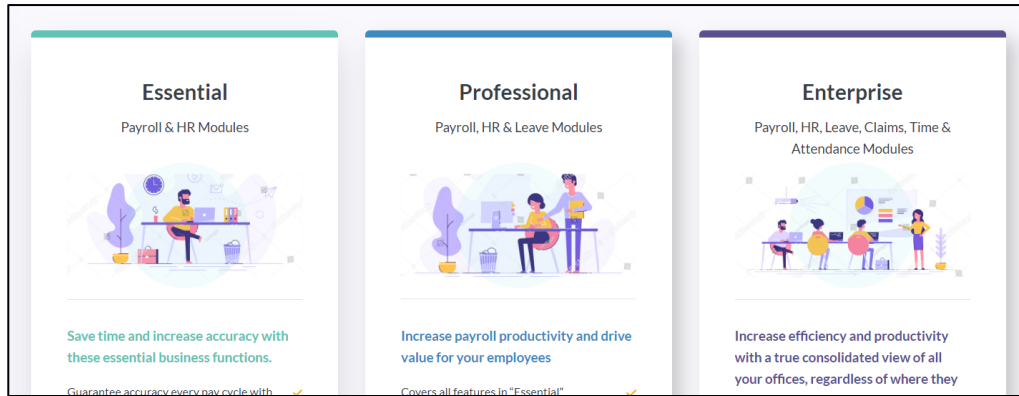 Essential
Payroll & HR Modules
Save time and increase accuracy with
these essential business functions.
Guarantee accuracy every pay cycle with
Professional
Payroll, HR & Leave Modules
Increase payroll productivity and drive
value for your employees
Covers all features in "Essential"
Enterprise
Payroll, HR, Leave, Claims, Time &
Attendance Modules
Increase efficiency and productivity
with a true consolidated view of all
your offices, regardless of where they